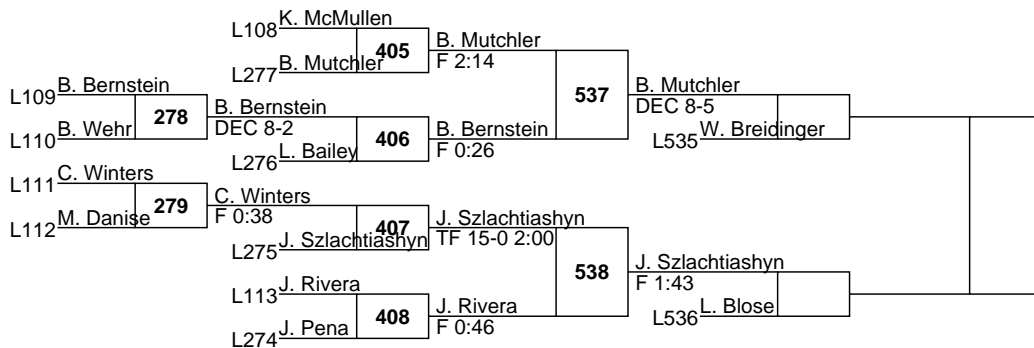 K. McMullen
L108
405
B. Mutchler
F 2:14
B. Mutchler
L277
B. Bernstein
L109
537
B. Mutchler
DEC 8-5
278
B. Bernstein
DEC 8-2
B. Wehr
L110
406
B. Bernstein
F 0:26
W. Breidinger
L535
L. Bailey
L276
C. Winters
L111
279
C. Winters
F 0:38
M. Danise
L112
407
J. Szlachtiashyn
TF 15-0 2:00
J. Szlachtiashyn
L275
538
J. Szlachtiashyn
F 1:43
J. Rivera
L113
408
J. Rivera
F 0:46
L. Blose
L536
J. Pena
L274